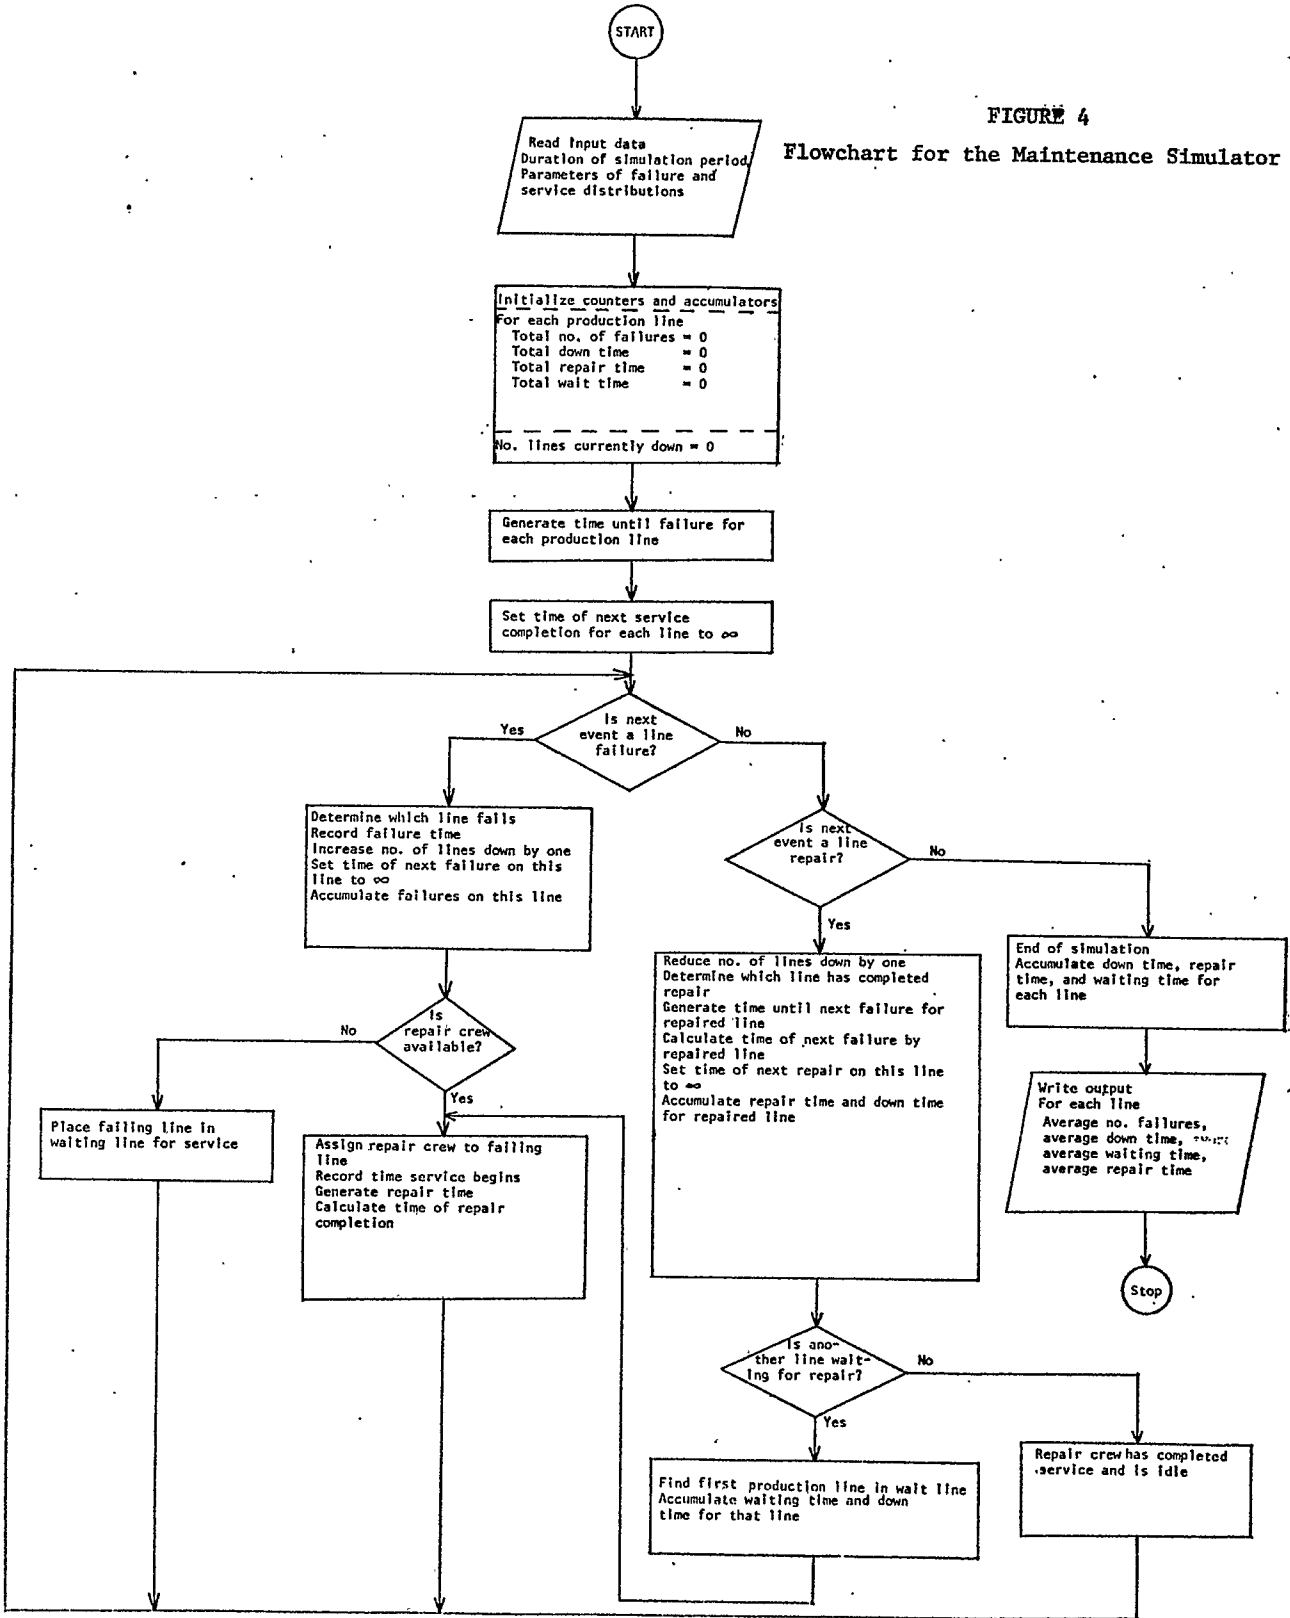 START
FIGURE 4
Flowchart for the Maintenance Simulator
Read input data
Duration of simulation period
Parameters of failure and
service distributions
Initialize counters and accumulators
For each production line
Total no. of failures = 0
Total down time = 0
Total repair time = 0
Total wait time = 0
No. lines currently down = 0
Generate time until failure for
each production line
Set time of next service
completion for each line to ∞
Is next
event a line
failure?
Yes
No
Determine which line fails
Record failure time
Increase no. of lines down by one
Set time of next failure on this
line to ∞
Accumulate failures on this line
Is next
event a line
repair?
No
Yes
Is
repair crew
available?
No
Yes
Place failing line in
waiting line for service
Assign repair crew to failing
line
Record time service begins
Generate repair time
Calculate time of repair
completion
Reduce no. of lines down by one
Determine which line has completed
repair
Generate time until next failure for
repaired line
Calculate time of next failure by
repaired line
Set time of next repair on this line
to ∞
Accumulate repair time and down time
for repaired line
End of simulation
Accumulate down time, repair
time, and waiting time for
each line
Write output
For each line
Average no. failures,
average down time,
average waiting time,
average repair time
Stop
Is ano-
ther line wait-
ing for repair?
No
Yes
Find first production line in wait line
Accumulate waiting time and down
time for that line
Repair crew has completed
service and is idle